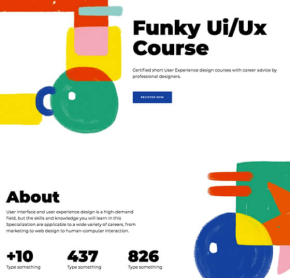 Funky Ui/Ux
Course
Certified short User Experience design courses with career advice by
professional designers.
REGISTER NOW
About
User interface and user experience design is a high-demand
field, but the skills and knowledge you will learn in this
Specialization are applicable to a wide variety of careers, from
marketing to web design to human-computer interaction.
+10 437 826
Type something Type something Type something